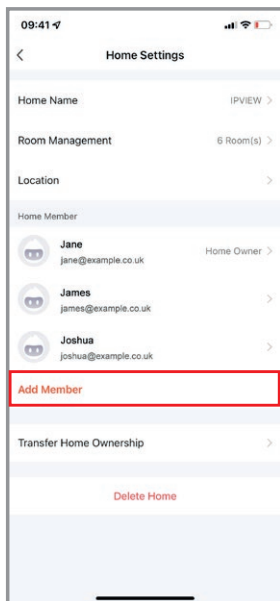 09:41
Home Settings
Home Name IPVIEW
Room Management 6 Room(s)
Location
Home Member
Jane
jane@example.co.uk
Home Owner
James
james@example.co.uk
Joshua
joshua@example.co.uk
Add Member
Transfer Home Ownership
Delete Home